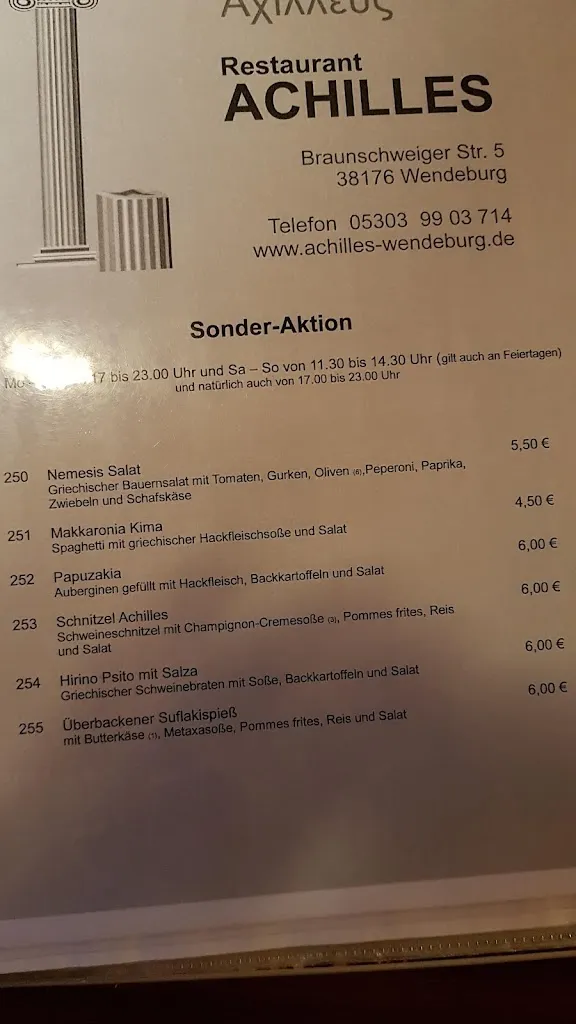 Αχιλλεύς
Restaurant
ACHILLES
Braunschweiger Str. 5
38176 Wendeburg
Telefon 05303 99 03 714
www.achilles-wendeburg.de
Sonder-Aktion
Mo 17 bis 23.00 Uhr und Sa – So von 11.30 bis 14.30 Uhr (gilt auch an Feiertagen)
und natürlich auch von 17.00 bis 23.00 Uhr
250 Nemesis Salat 5,50 €
Griechischer Bauernsalat mit Tomaten, Gurken, Oliven (6),Peperoni, Paprika,
Zwiebeln und Schafskäse
251 Makkaronia Kima 4,50 €
Spaghetti mit griechischer Hackfleischsoße und Salat
252 Papuzakia 6,00 €
Auberginen gefüllt mit Hackfleisch, Backkartoffeln und Salat
253 Schnitzel Achilles 6,00 €
Schweineschnitzel mit Champignon-Cremesoße (3), Pommes frites, Reis
und Salat
254 Hirino Psito mit Salza 6,00 €
Griechischer Schweinebraten mit Soße, Backkartoffeln und Salat
255 Überbackener Suflakispieß 6,00 €
mit Butterkäse (1), Metaxasoße, Pommes frites, Reis und Salat